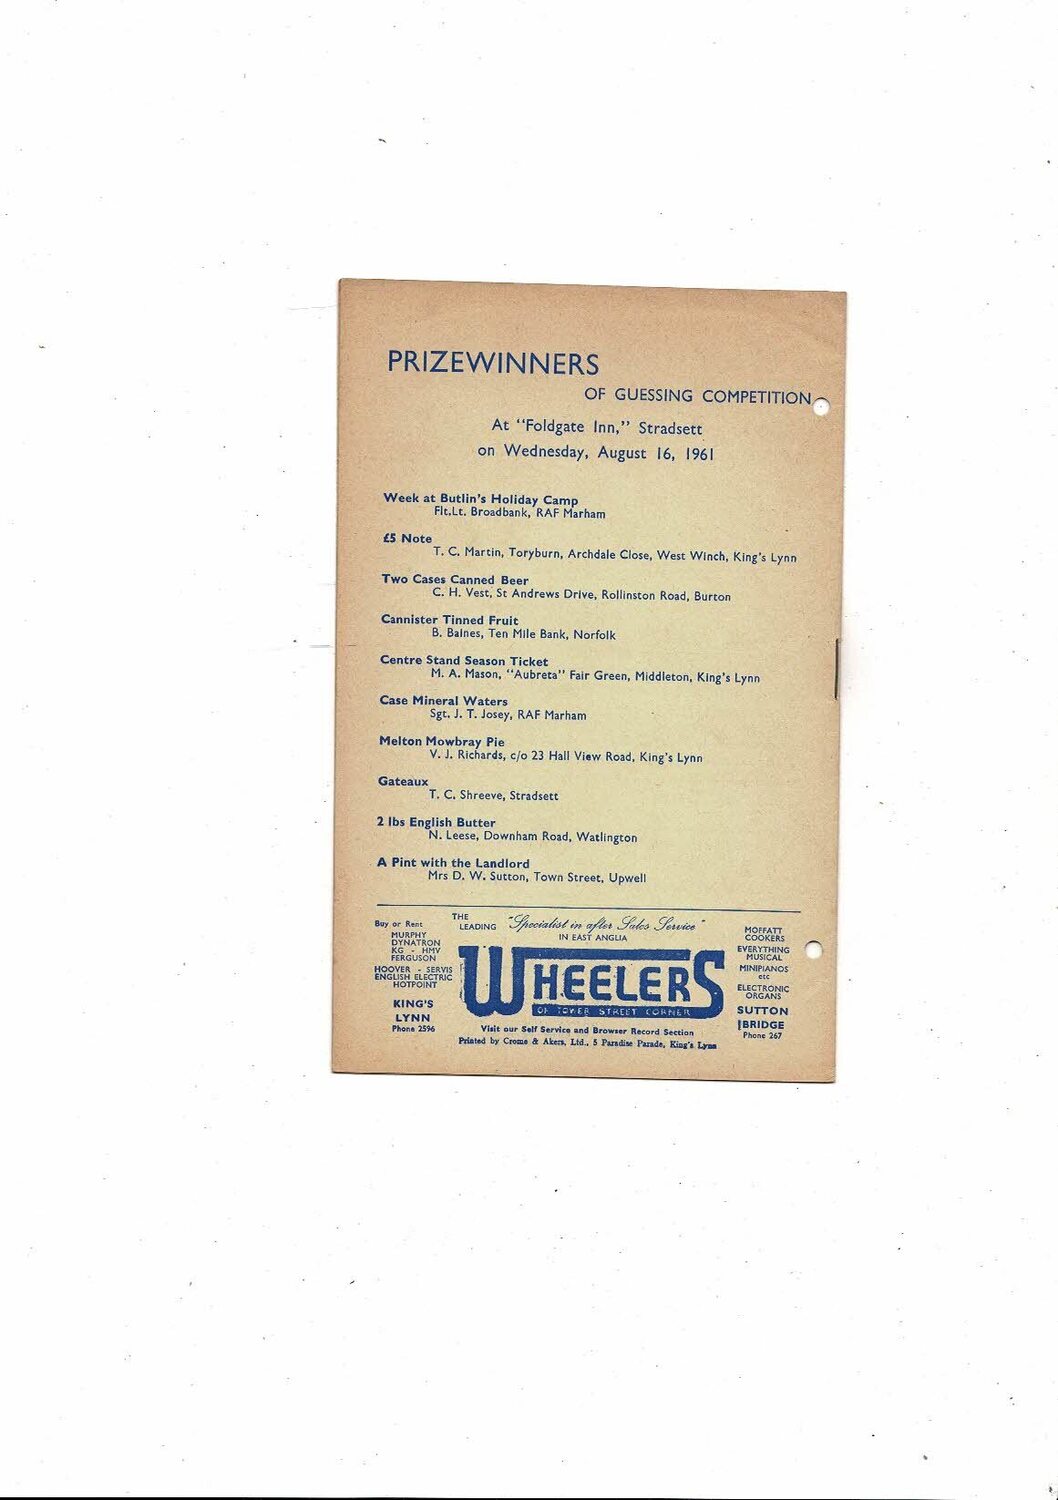 PRIZEWINNERS
OF GUESSING COMPETITION
At "Foldgate Inn," Stradsett
on Wednesday, August 16, 1961
Week at Butlin's Holiday Camp
Flt.Lt. Broadbank, RAF Marham
£5 Note
T. C. Martin, Toryburn, Archdale Close, West Winch, King's Lynn
Two Cases Canned Beer
C. H. Vest, St Andrews Drive, Rollinston Road, Burton
Cannister Tinned Fruit
B. Baines, Ten Mile Bank, Norfolk
Centre Stand Season Ticket
M. A. Mason, "Aubreta" Fair Green, Middleton, King's Lynn
Case Mineral Waters
Sgt. J. T. Josey, RAF Marham
Melton Mowbray Pie
V. J. Richards, c/o 23 Hall View Road, King's Lynn
Gateaux
T. C. Shreeve, Stradsett
2 lbs English Butter
N. Leese, Downham Road, Watlington
A Pint with the Landlord
Mrs D. W. Sutton, Town Street, Upwell
Buy or Rent
MURPHY
DYNATRON
KG - HMV
FERGUSON
HOOVER - SERVIS
ENGLISH ELECTRIC
HOTPOINT
KING'S
LYNN
Phone 2596
THE
LEADING
"Specialist in after Sales Service"
IN EAST ANGLIA
WHEELERS
OF TOWER STREET CORNER
Visit our Self Service and Browser Record Section
Printed by Crome & Akers, Ltd., 5 Paradise Parade, King's Lynn
MOFFATT
COOKERS
EVERYTHING
MUSICAL
MINIPIANOS
etc
ELECTRONIC
ORGANS
SUTTON
BRIDGE
Phone 267